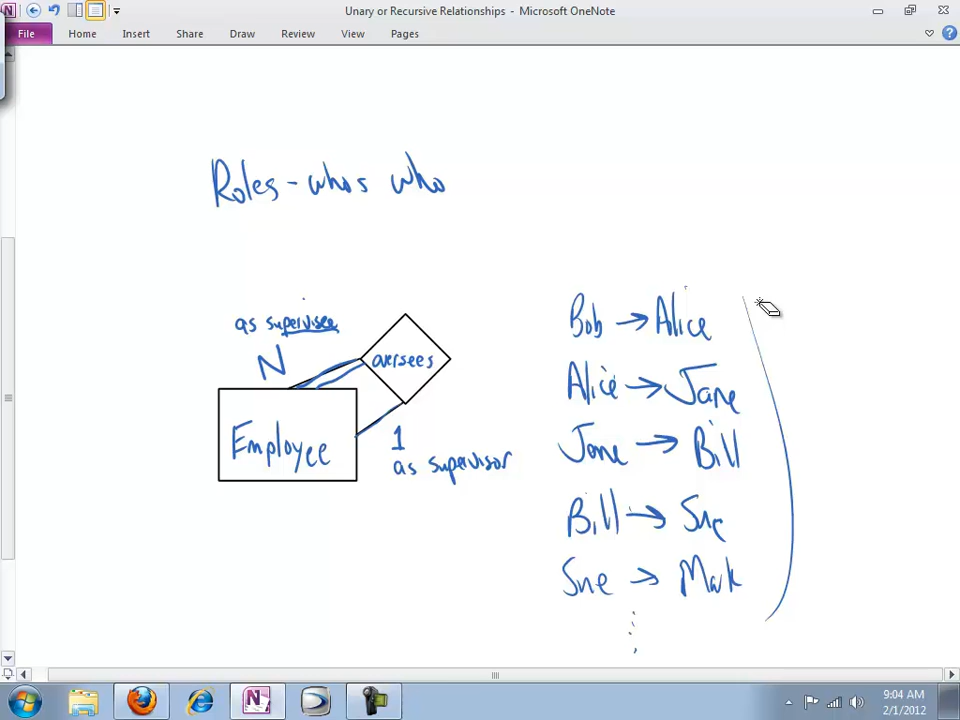 Unary or Recursive Relationships - Microsoft OneNote
File Home Insert Share Draw Review View Pages
Roles - whos who
as supervisee
N
oversees
Employee
1
as supervisor
Bob → Alice
Alice → Jane
Jane → Bill
Bill → Sue
Sue → Mark
9:04 AM
2/1/2012